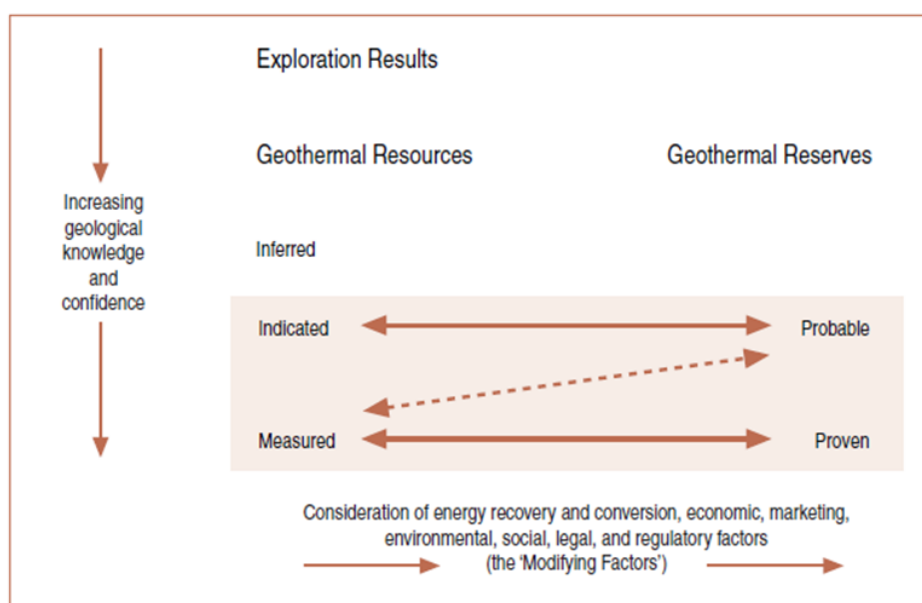 Exploration Results
Geothermal Resources
Geothermal Reserves
Increasing
geological
knowledge
and
confidence
Inferred
Indicated
Probable
Measured
Proven
Consideration of energy recovery and conversion, economic, marketing,
environmental, social, legal, and regulatory factors
(the ‘Modifying Factors’)